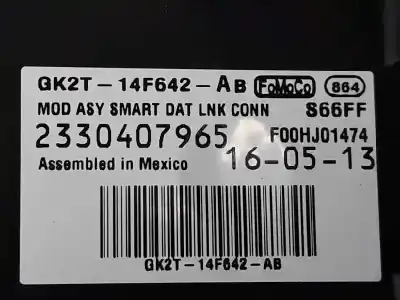 GK2T-14F642-AB FoMoCo 864
MOD ASY SMART DAT LNK CONN S66FF
2330407965 F00HJ01474
Assembled in Mexico 16-05-13
GK2T-14F642-AB